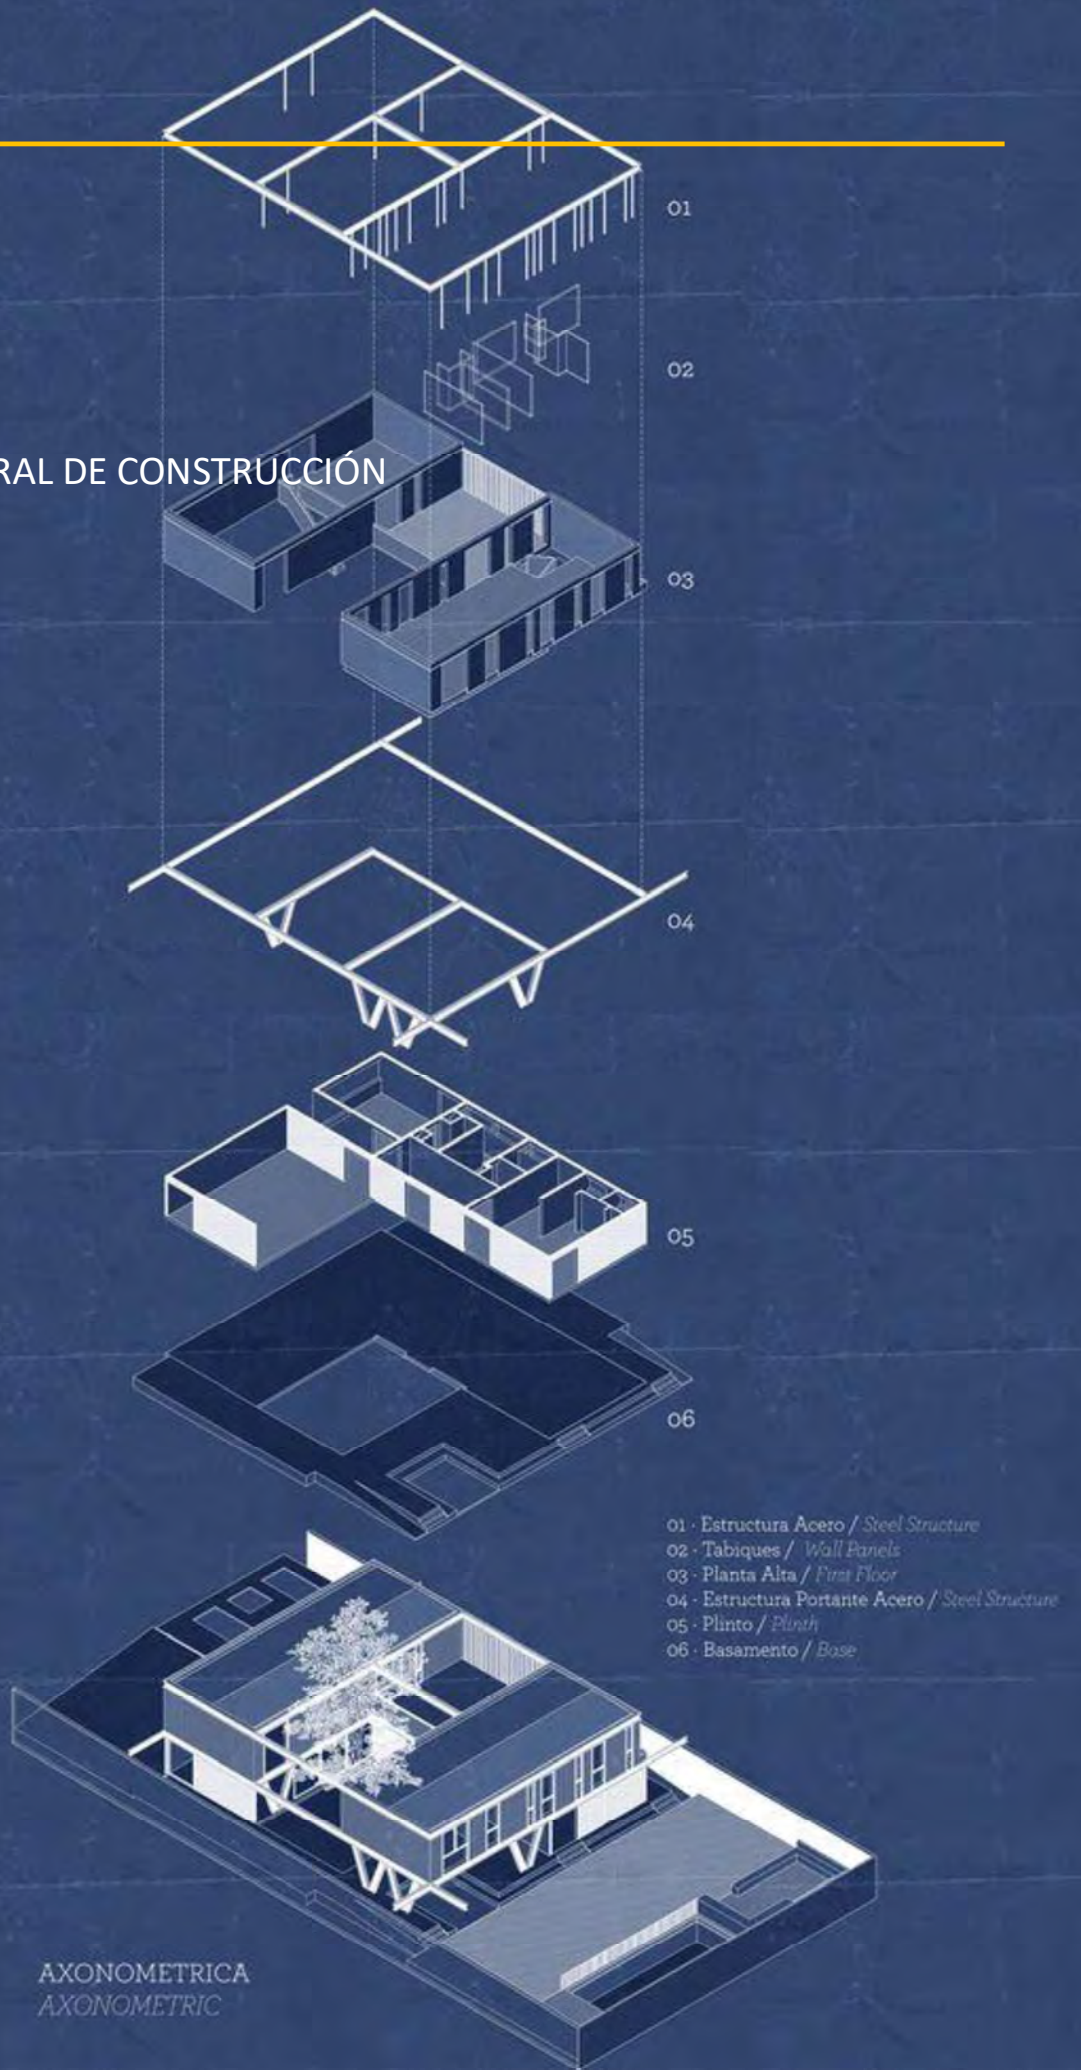 01
02
RAL DE CONSTRUCCIÓN
03
04
05
06
01 · Estructura Acero / Steel Structure
02 · Tabiques / Wall Panels
03 · Planta Alta / First Floor
04 · Estructura Portante Acero / Steel Structure
05 · Plinto / Plinth
06 · Basamento / Base
AXONOMETRICA
AXONOMETRIC